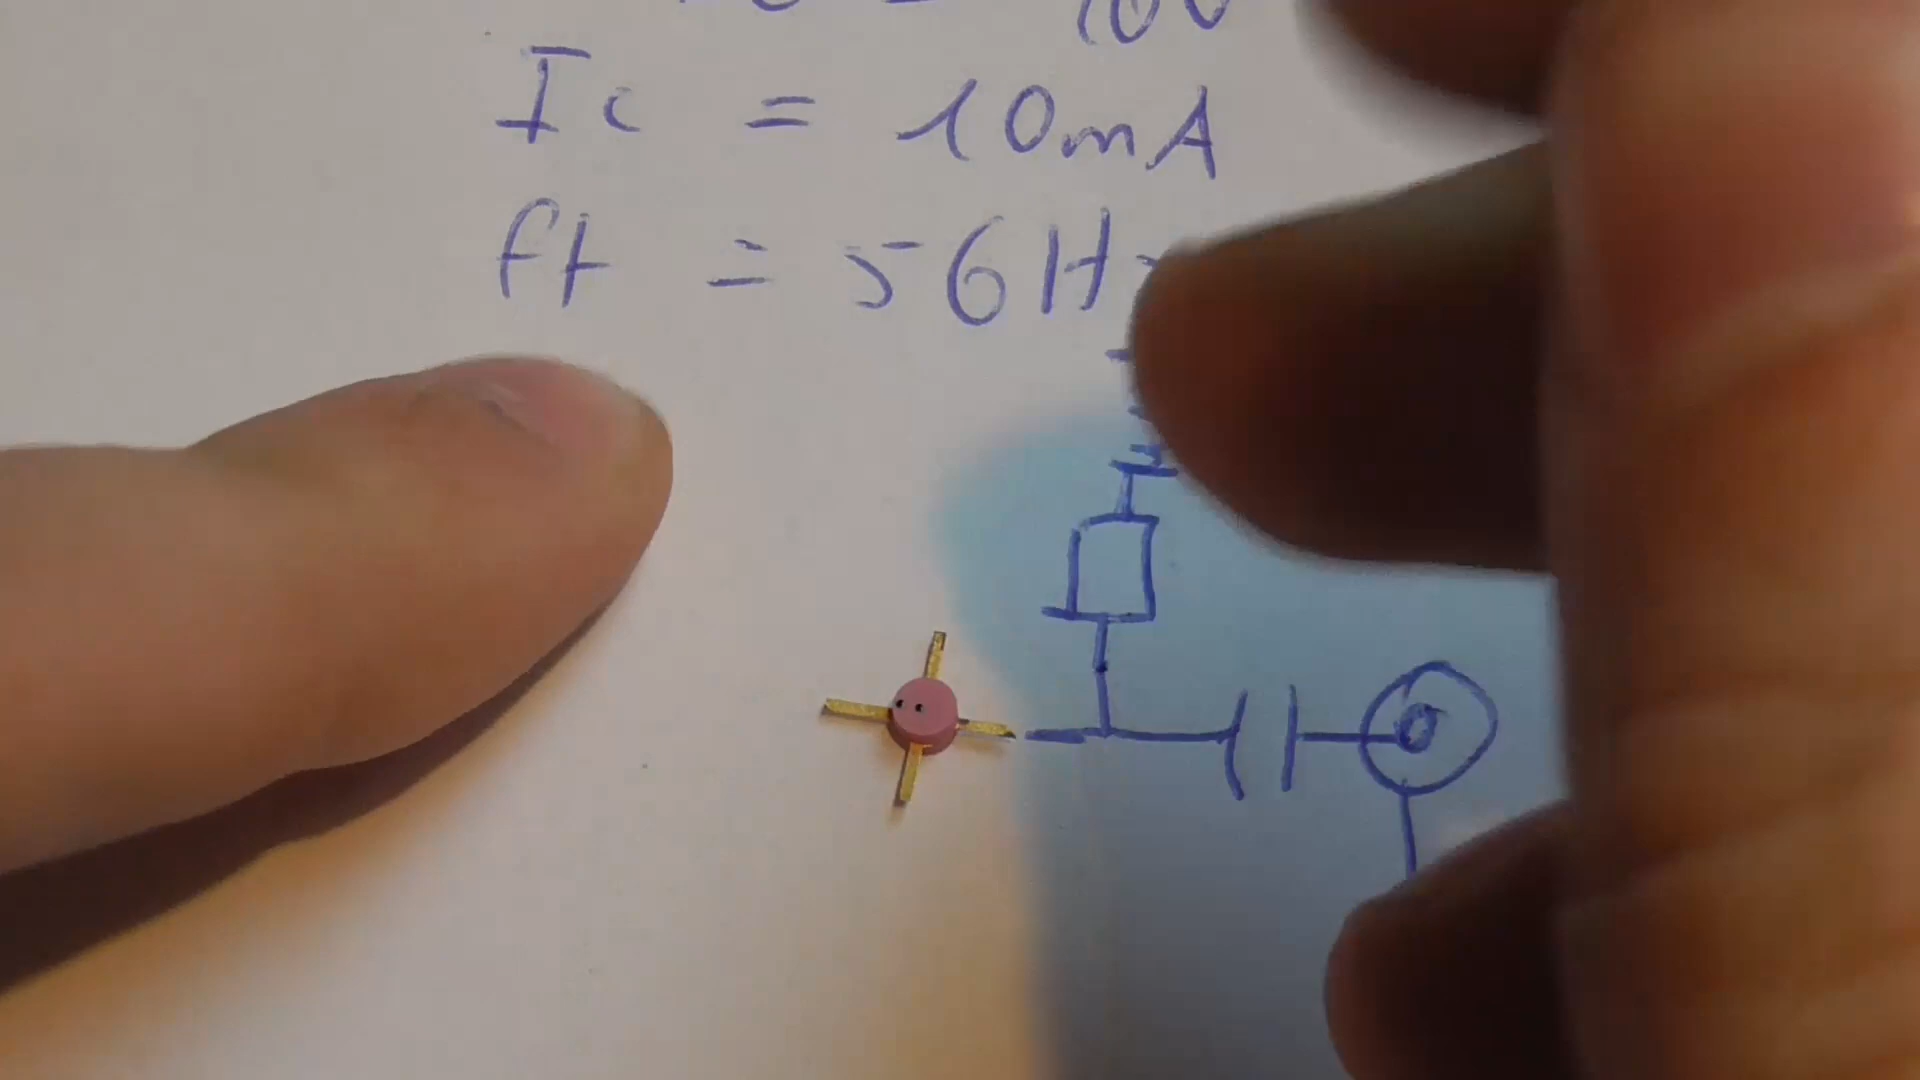 Ic = 10mA
ft = 5GH